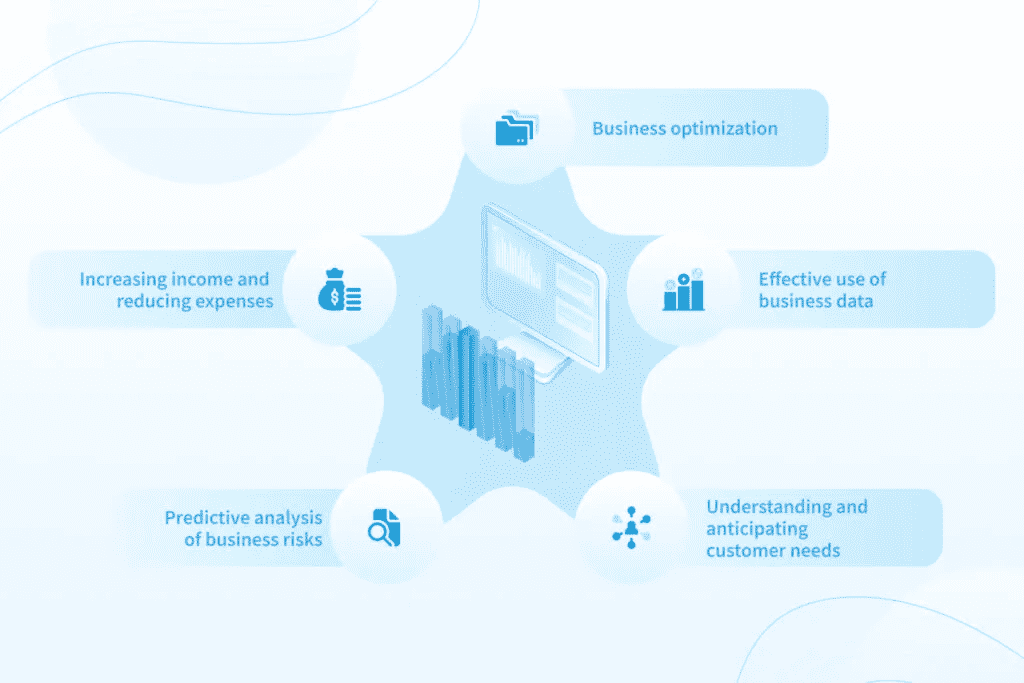 Business optimization
Increasing income and
reducing expenses
Effective use of
business data
Predictive analysis
of business risks
Understanding and
anticipating
customer needs